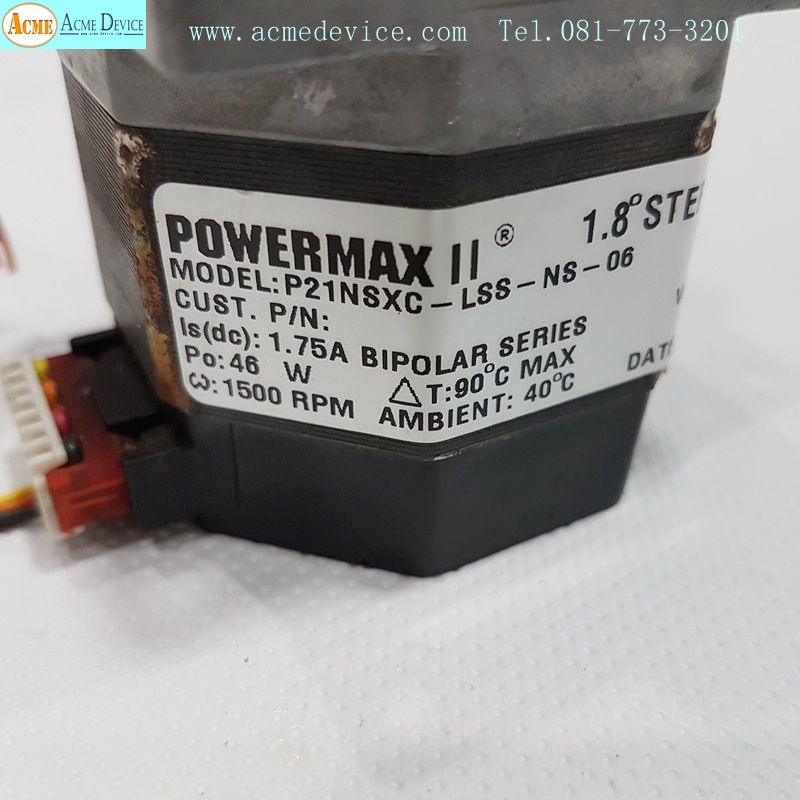 ACME ACME DEVICE www.acmedevice.com Tel.081-773-3201
POWERMAX II ® 1.8°STE
MODEL:P21NSXC-LSS-NS-06
CUST. P/N:
Is(dc): 1.75A BIPOLAR SERIES
Po:46 W △T:90°C MAX
ω:1500 RPM AMBIENT: 40°C DAT